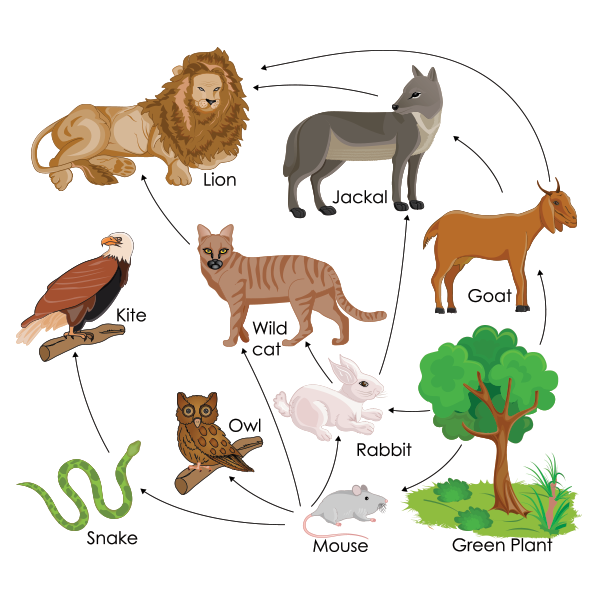 Lion
Jackal
Goat
Kite
Wild
cat
Owl
Rabbit
Snake
Mouse
Green Plant